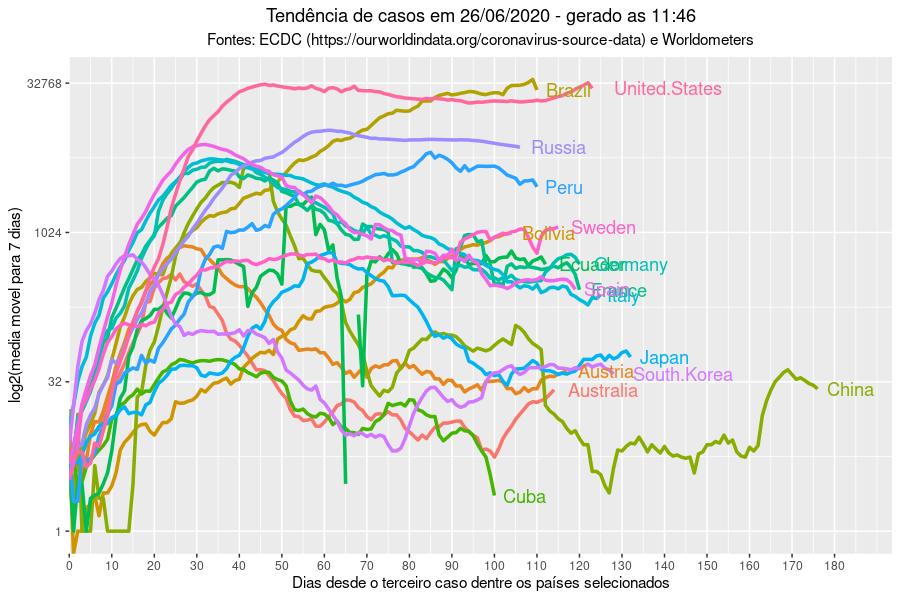 Tendência de casos em 26/06/2020 - gerado as 11:46
Fontes: ECDC (https://ourworldindata.org/coronavirus-source-data) e Worldometers
log2(media movel para 7 dias)
32768
1024
32
1
United.States
Brazil
Russia
Peru
Sweden
Bolivia
Ecuador
Germany
Spain
France
Italy
Japan
Austria
South.Korea
Australia
China
Cuba
0 10 20 30 40 50 60 70 80 90 100 110 120 130 140 150 160 170 180
Dias desde o terceiro caso dentre os países selecionados